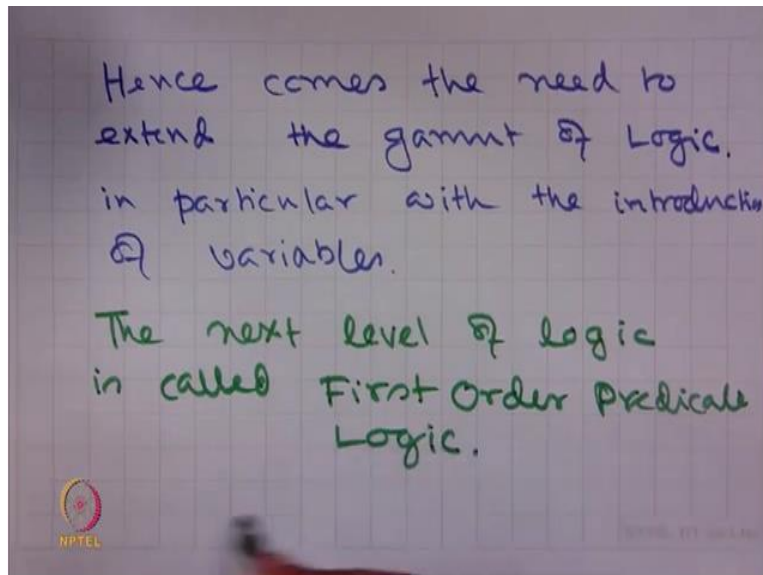 Hence comes the need to
extend the gamut of Logic.
in particular with the introduction
of variables.
The next level of logic
is called First Order Predicate
Logic.
NPTEL